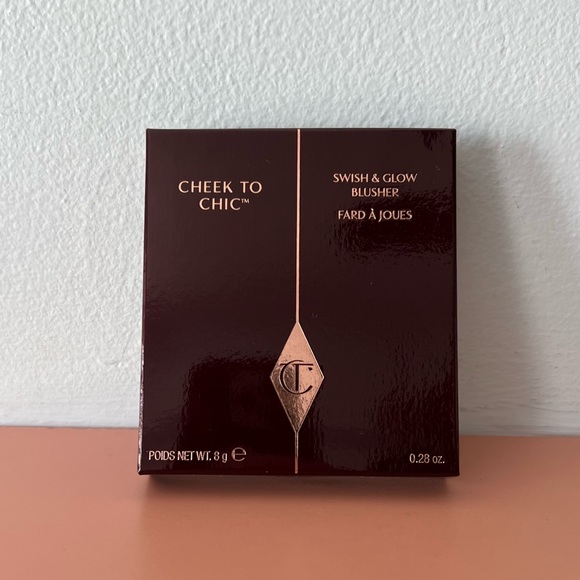 CHEEK TO
CHIC™
SWISH & GLOW
BLUSHER
FARD À JOUES
CT
POIDS NET WT. 8 g ℮
0.28 oz.